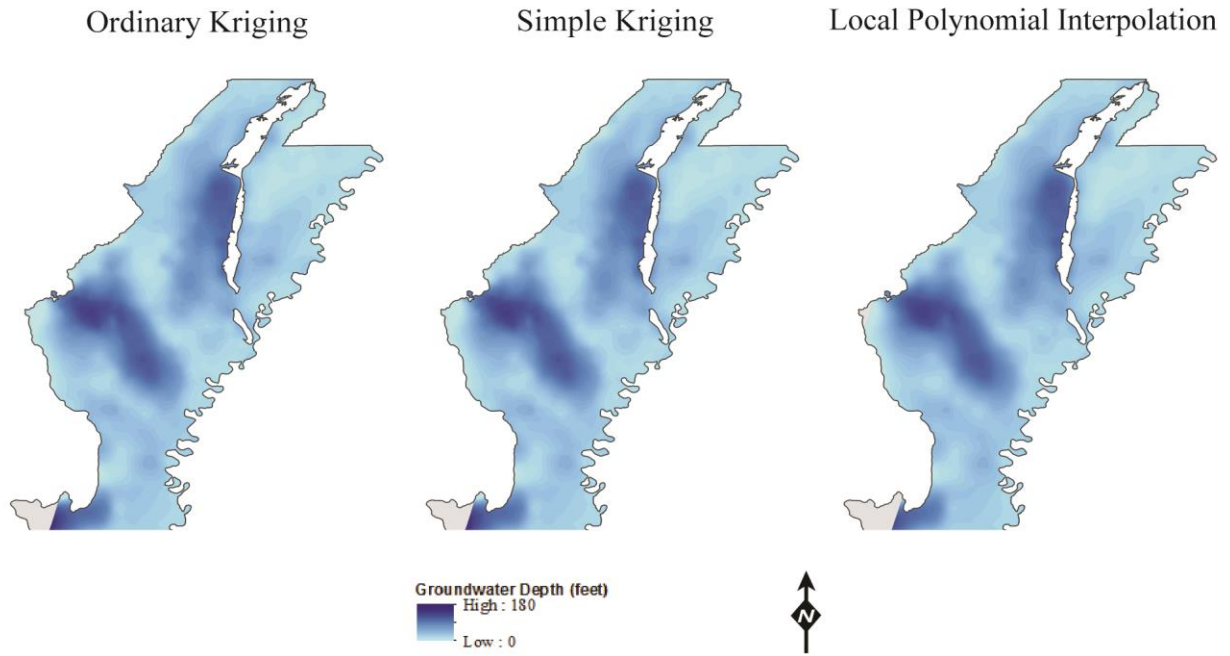 Ordinary Kriging
Simple Kriging
Local Polynomial Interpolation
Groundwater Depth (feet)
High : 180
Low : 0
N